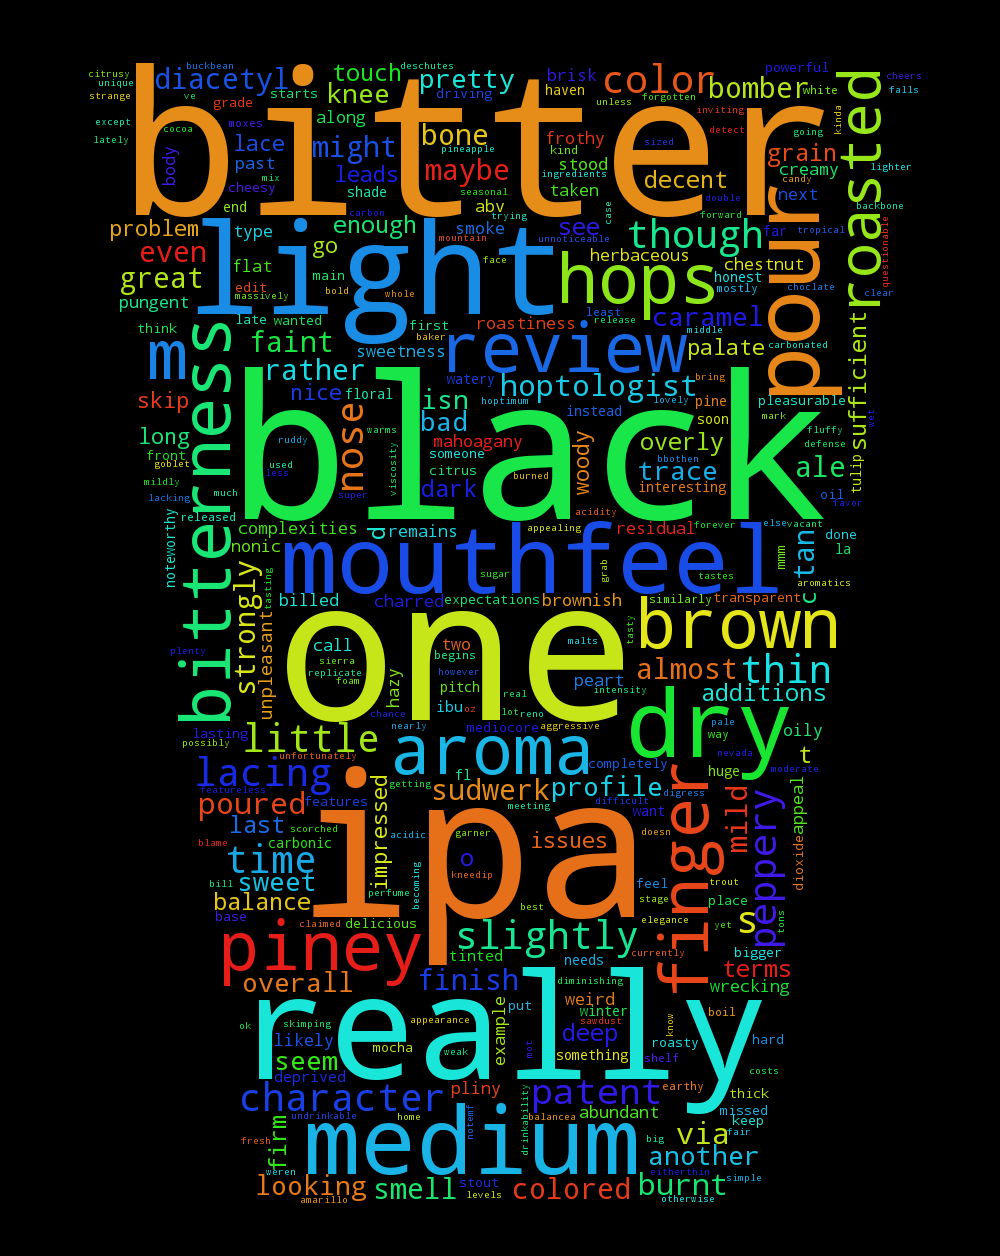 citrusy
buckbean
unique
strange
ve
except
lately
diacetyl
starts
grade
moxes
cocoa
body
lace
past
cheesy
mix
end
bitter
touch
deschutes
knee
along
driving
pretty
bone
might
leads
pineapple
shade
carbon
seasonal
smoke
trying
abv
maybe
brisk
haven
frothy
kind
stood
ingredients
taken
case
color
unless
forgotten
sized
decent
double
forward
bomber
powerful
white
inviting
detect
going
grain
creamy
candy
next
kinda
cheers
falls
lighter
backbone
tropical
questionable
clear
choclate
roasted
pour
problem
type
even
great
flat
edit
massively
pungent
think
late
wanted
light
enough
go
main
bold
whole
mountain
face
first
baker
see
unnoticeable
though
herbaceous
hops
far
chestnut
honest
mostly
least
release
roastiness
caramel
middle
carbonated
m
faint
sweetness
review
palate
rather
watery
hoptologist
hoptimum
bring
lovely
pine
soon
pleasurable
mark
fluffy
defense
wet
sufficient
tulip
skip
nice
floral
isn
instead
long
front
goblet
mildly
lacking
ruddy
someone
warms
bad
mahoagany
citrus
viscosity
nose
woody
bbothen
overly
trace
interesting
ale
oil
favor
black
used
less
super
dark
burned
acidity
much
released
bitterness
noteworthy
complexities
nonic
d
remains
appealing
residual
forever
else
vacant
tan
done
la
mmm
aromatics
tastes
mouthfeel
sugar
grab
strongly
tasting
billed
charred
expectations
brownish
similarly
transparent
c
unpleasant
plenty
one
call
sierra
replicate
foam
hazy
two
begins
however
pitch
ibu
oz
real
malts
peart
intensity
tasty
brown
almost
thin
additions
lasting
possibly
little
chance
nearly
mediocore
lot
reno
aggressive
aroma
dry
pale
way
nevada
oily
t
moderate
huge
unfortunately
lacing
featureless
poured
features
fl
getting
sudwerk
meeting
profile
completely
difficult
want
digress
finger
mild
peppery
appeal
dioxide
last
scorched
carbonic
blame
time
impressed
acidic
garner
o
kneedip
issues
doesn
ipa
bill
sweet
perfume
becoming
feel
stage
trout
place
balance
base
claimed
delicious
best
elegance
yet
s
tons
piney
slightly
currently
bigger
tinted
overall
finish
needs
terms
wrecking
diminishing
really
put
weird
winter
sawdust
know
boil
ok
skimping
appearance
likely
mocha
weak
example
mot
deep
something
roasty
shelf
hard
seem
costs
deprived
pliny
patent
earthy
thick
character
undrinkable
home
notemf
drinkability
balancea
abundant
missed
keep
fair
firm
fresh
weren
medium
big
via
another
eitherthin
simple
looking
amarillo
smell
stout
levels
colored
burnt
otherwise